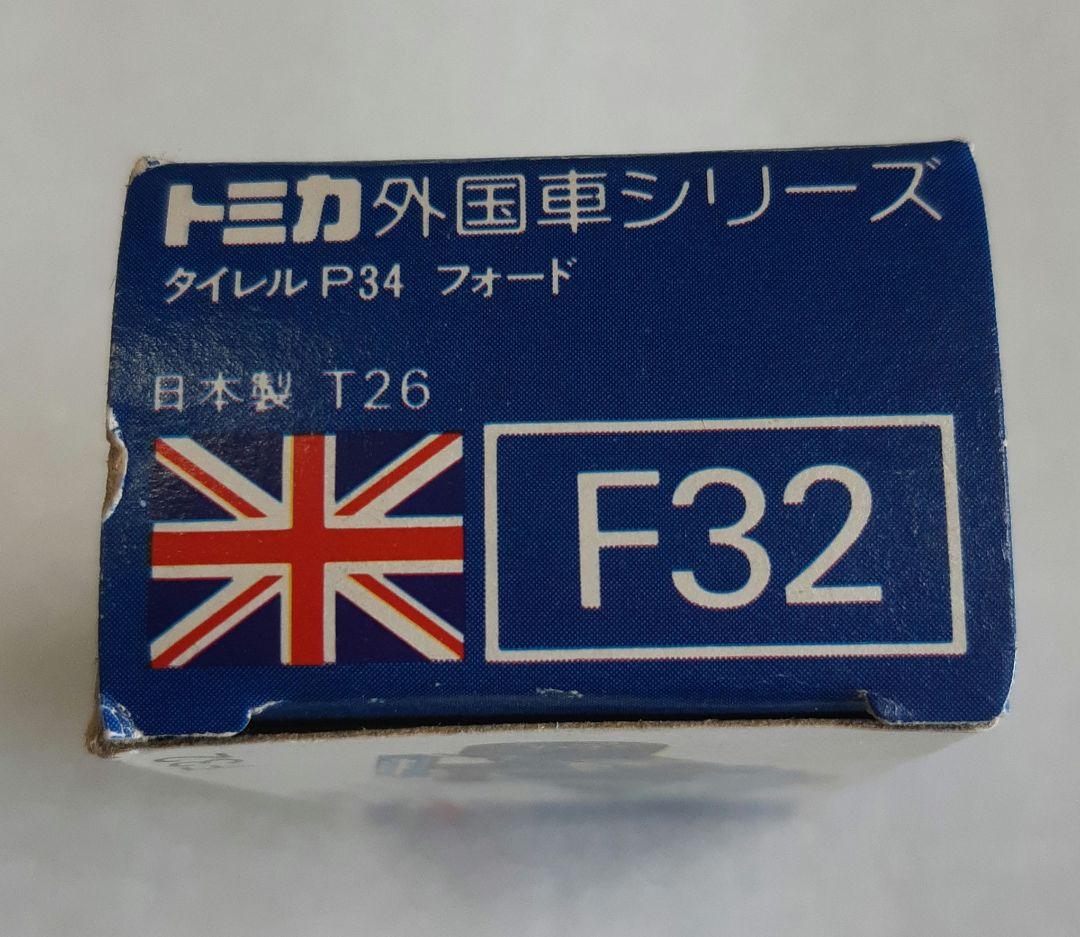 トミカ外国車シリーズ
タイレル P34 フォード
日本製 T26
F32